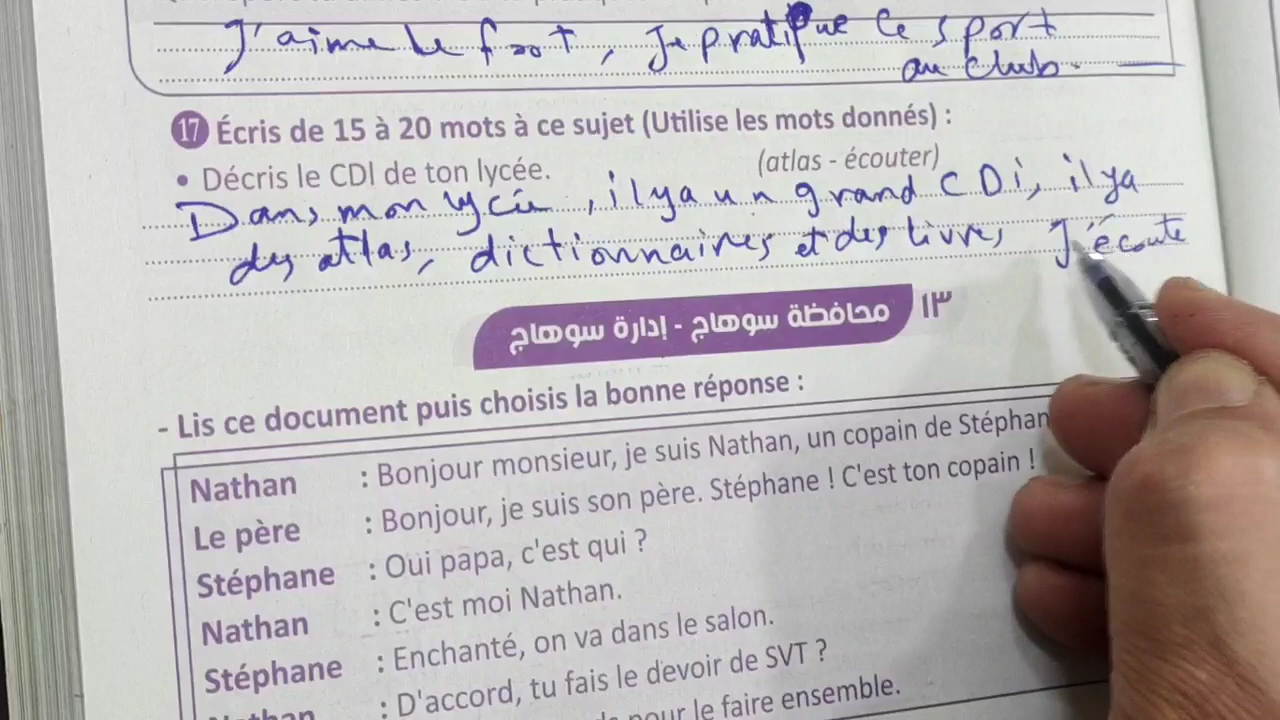 J'aime le foot, Je pratique ce sport
au club.
17 Écris de 15 à 20 mots à ce sujet (Utilise les mots donnés) :
• Décris le CDI de ton lycée. (atlas - écouter)
Dans mon lycée, il y a un grand CDi, il y a
des atlas, dictionnaires et des livres J'écoute
محافظة سوهاج - إدارة سوهاج ١٣
- Lis ce document puis choisis la bonne réponse :
Nathan : Bonjour monsieur, je suis Nathan, un copain de Stéphan
Le père : Bonjour, je suis son père. Stéphane ! C'est ton copain !
Stéphane : Oui papa, c'est qui ?
Nathan : C'est moi Nathan.
Stéphane : Enchanté, on va dans le salon.
Nathan : D'accord, tu fais le devoir de SVT ?
pour le faire ensemble.